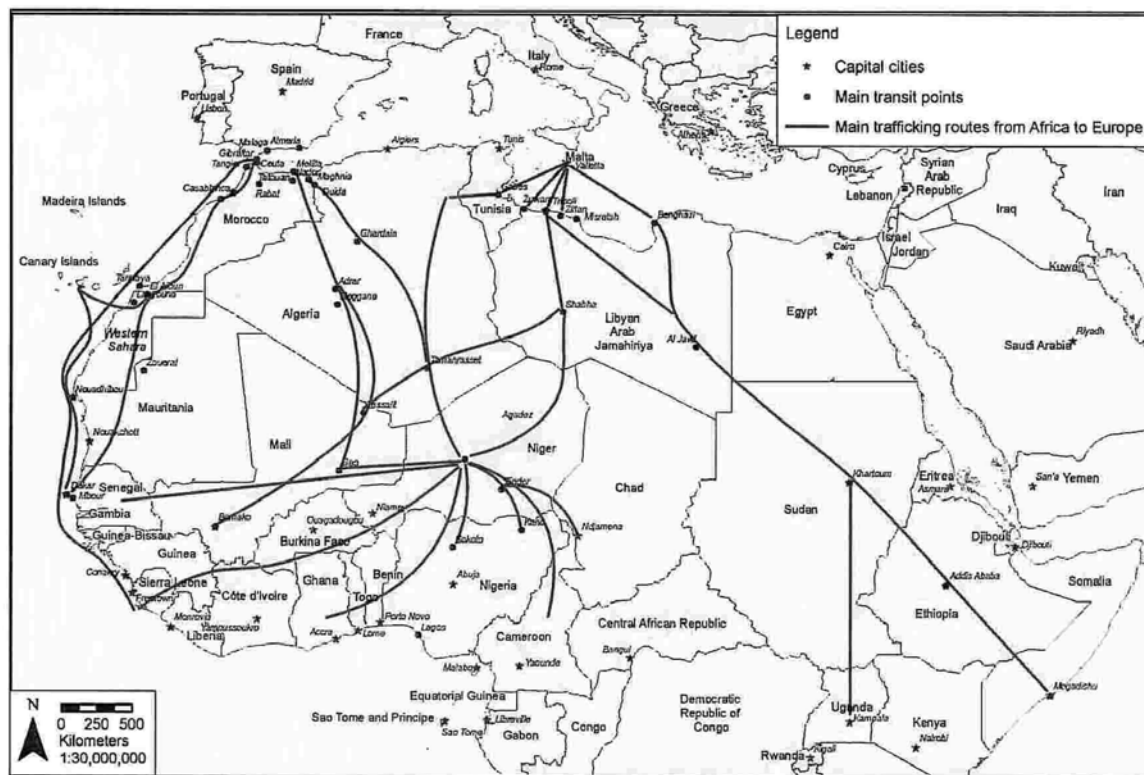 Legend
Capital cities
Main transit points
Main trafficking routes from Africa to Europe
France
Italy
Rome
Spain
Madrid
Portugal
Lisbon
Greece
Athens
Malaga
Almeria
Gibraltar
Ceuta
Melilla
Algiers
Tunis
Malta
Valletta
Cyprus
Syrian
Arab
Republic
Lebanon
Iran
Iraq
Israel
Jordan
Maghnia
Rabat
Casablanca
Morocco
Tunisia
Tripoli
Zlitan
Misratah
Benghazi
Cairo
Kuwait
Madeira Islands
Canary Islands
Ghardaia
Tarfaya
El Aioun
Adrar
Reggane
Algeria
Shabha
Libyan
Arab
Jamahiriya
Egypt
Riyadh
Saudi Arabia
Al Jawf
Western
Sahara
Zouerat
Tamanrasset
Nouadhibou
Mauritania
Nouakchott
Mali
Agadez
Niger
Chad
Sudan
Khartoum
Eritrea
Asmara
San'a
Yemen
Dakar
Mbour
Senegal
Gambia
Guinea-Bissau
Guinea
Bamako
Ouagadougou
Burkina Faso
Kano
Ndjamena
Sokoto
Djibouti
Djibouti
Conakry
Sierra Leone
Freetown
Côte d'Ivoire
Ghana
Togo
Benin
Abuja
Nigeria
Addis Ababa
Ethiopia
Somalia
Monrovia
Liberia
Yamoussoukro
Accra
Lome
Porto Novo
Lagos
Cameroon
Central African Republic
Bangui
Malabo
Yaounde
Mogadishu
Equatorial Guinea
Sao Tome and Principe
Sao Tome
Libreville
Gabon
Congo
Democratic
Republic of
Congo
Uganda
Kampala
Kenya
Nairobi
Rwanda
Kigali
N
0 250 500
Kilometers
1:30,000,000